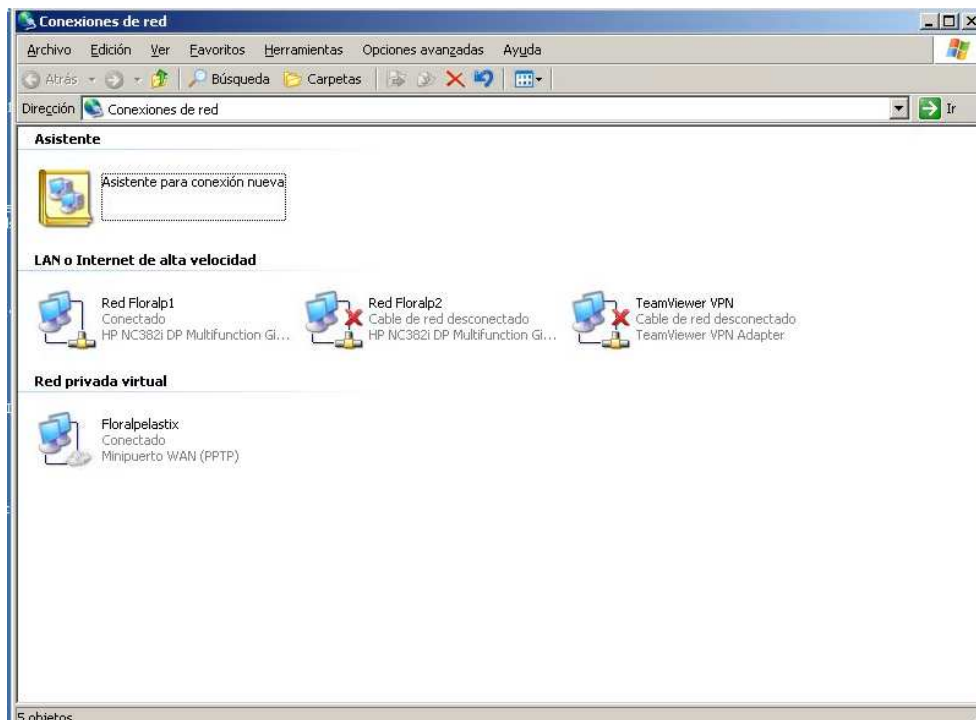 Conexiones de red
Archivo Edición Ver Favoritos Herramientas Opciones avanzadas Ayuda
Atrás Búsqueda Carpetas
Dirección Conexiones de red Ir
Asistente
Asistente para conexión nueva
LAN o Internet de alta velocidad
Red Floralp1
Conectado
HP NC382i DP Multifunction Gi...
Red Floralp2
Cable de red desconectado
HP NC382i DP Multifunction Gi...
TeamViewer VPN
Cable de red desconectado
TeamViewer VPN Adapter
Red privada virtual
Floralpelastix
Conectado
Minipuerto WAN (PPTP)
5 objetos